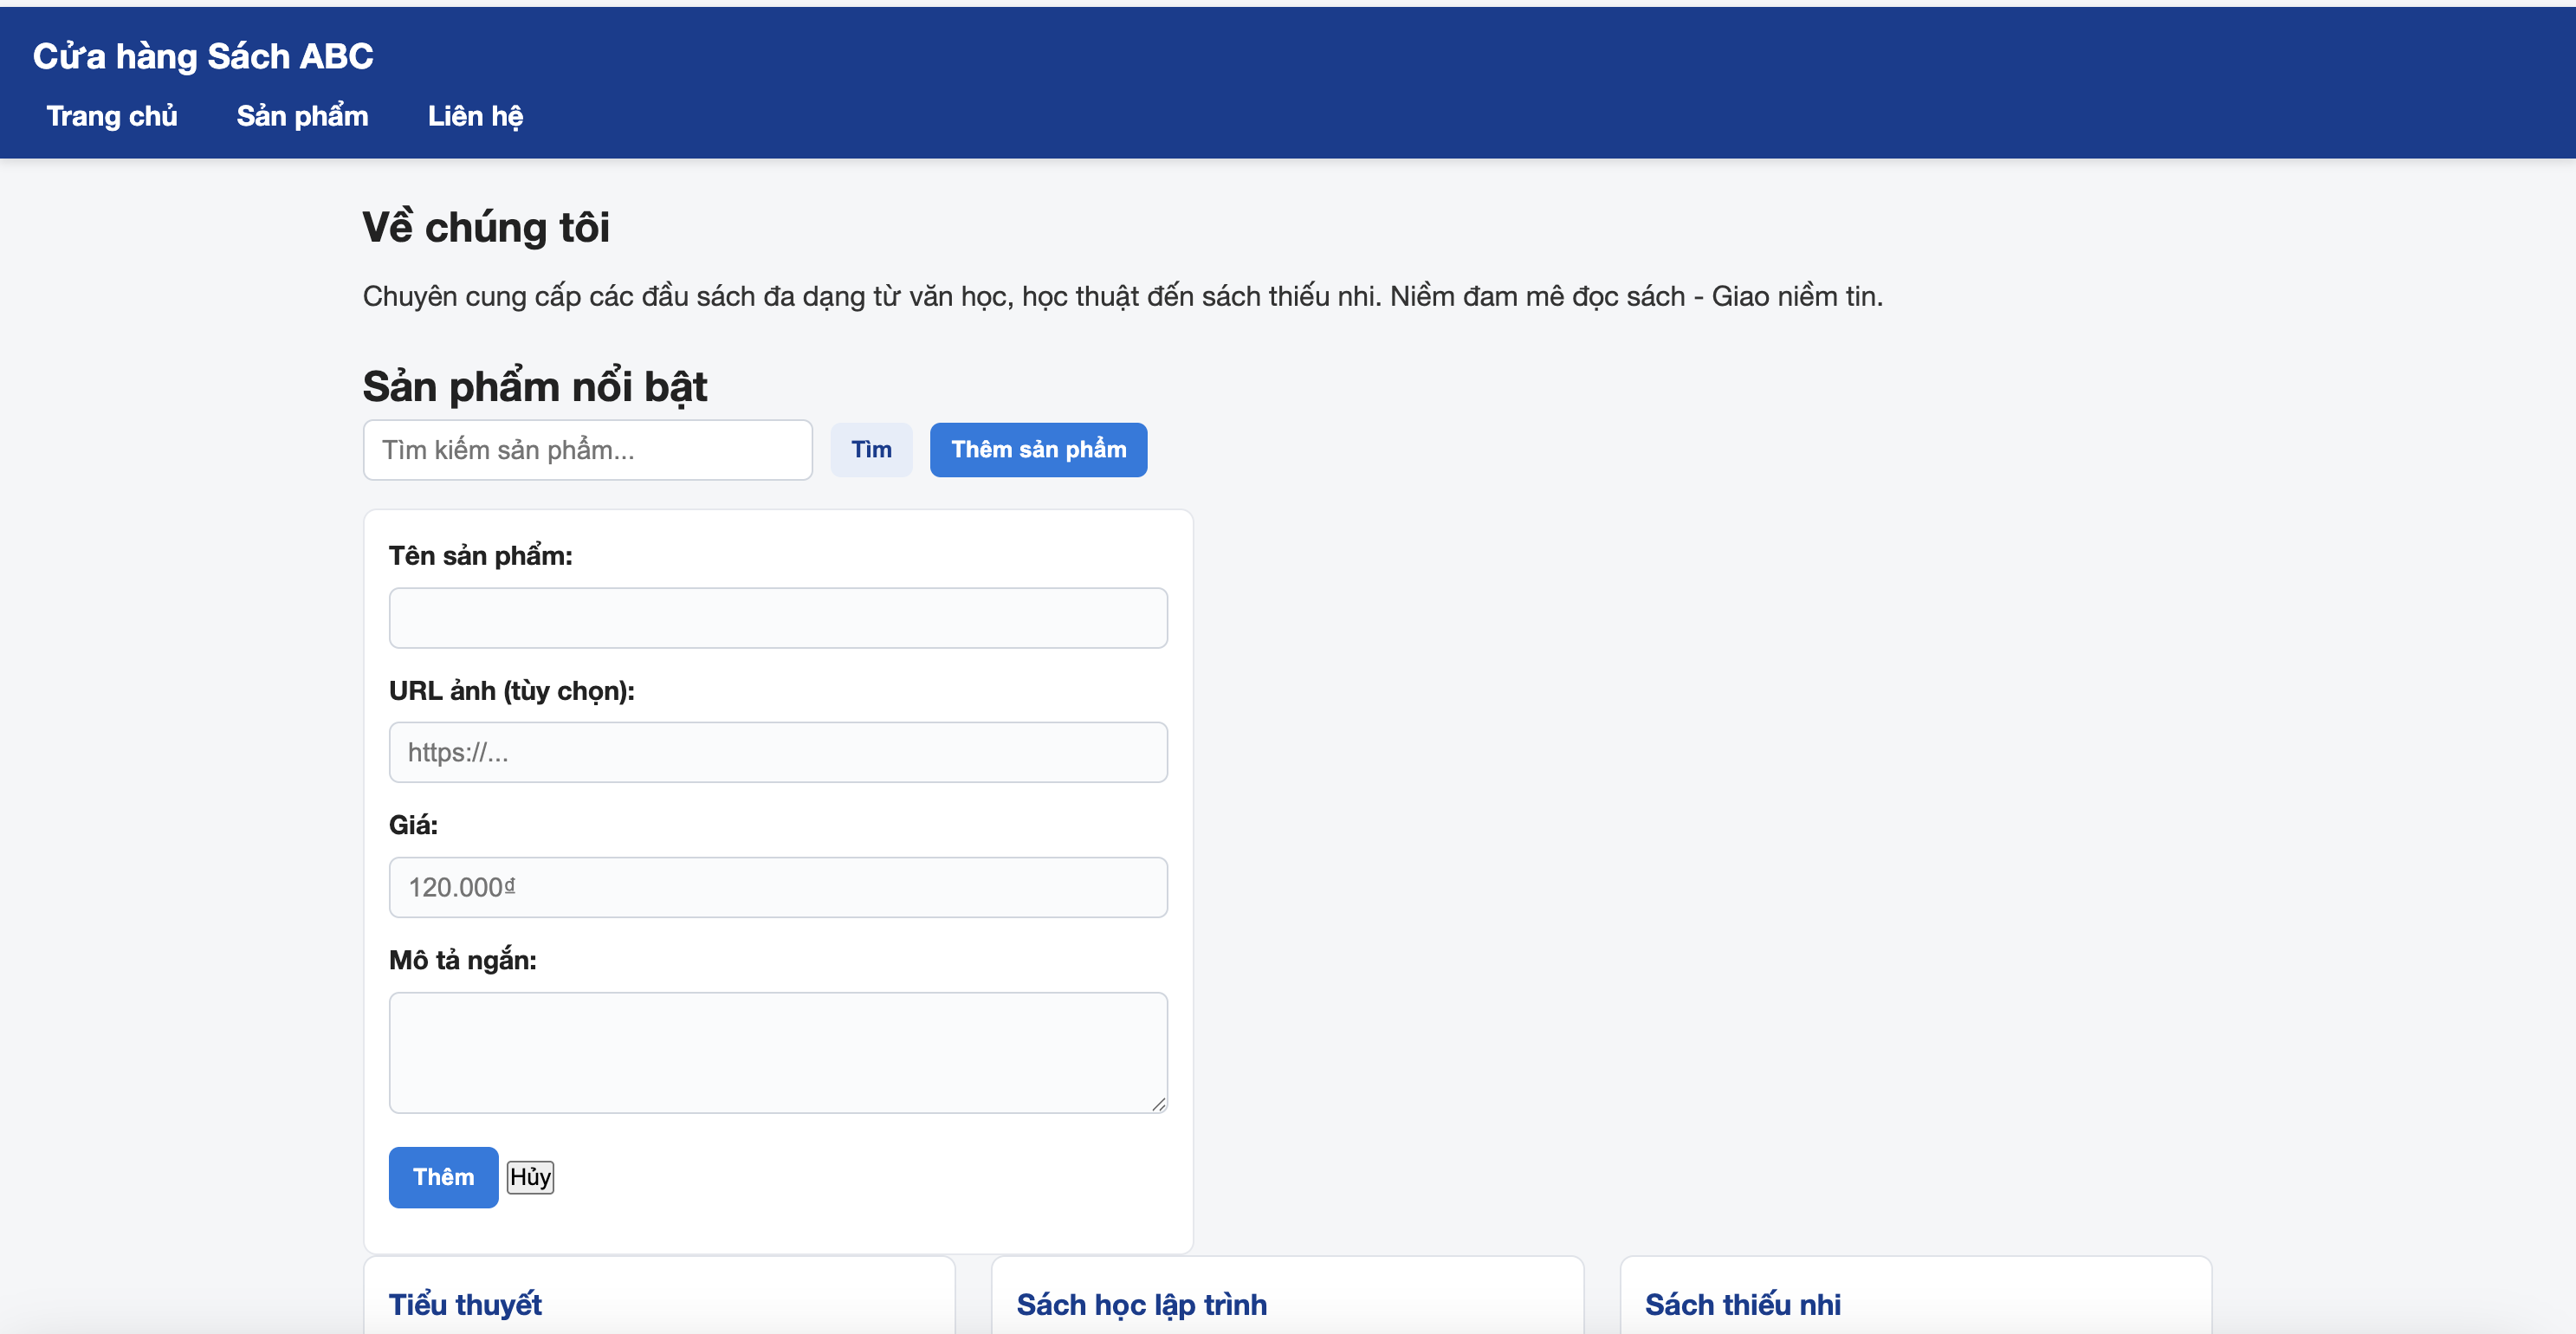 Cửa hàng Sách ABC
Trang chủ Sản phẩm Liên hệ
Về chúng tôi
Chuyên cung cấp các đầu sách đa dạng từ văn học, học thuật đến sách thiếu nhi. Niềm đam mê đọc sách - Giao niềm tin.
Sản phẩm nổi bật
Tìm kiếm sản phẩm... Tìm Thêm sản phẩm
Tên sản phẩm:
URL ảnh (tùy chọn):
https://...
Giá:
120.000₫
Mô tả ngắn:
Thêm Hủy
Tiểu thuyết Sách học lập trình Sách thiếu nhi